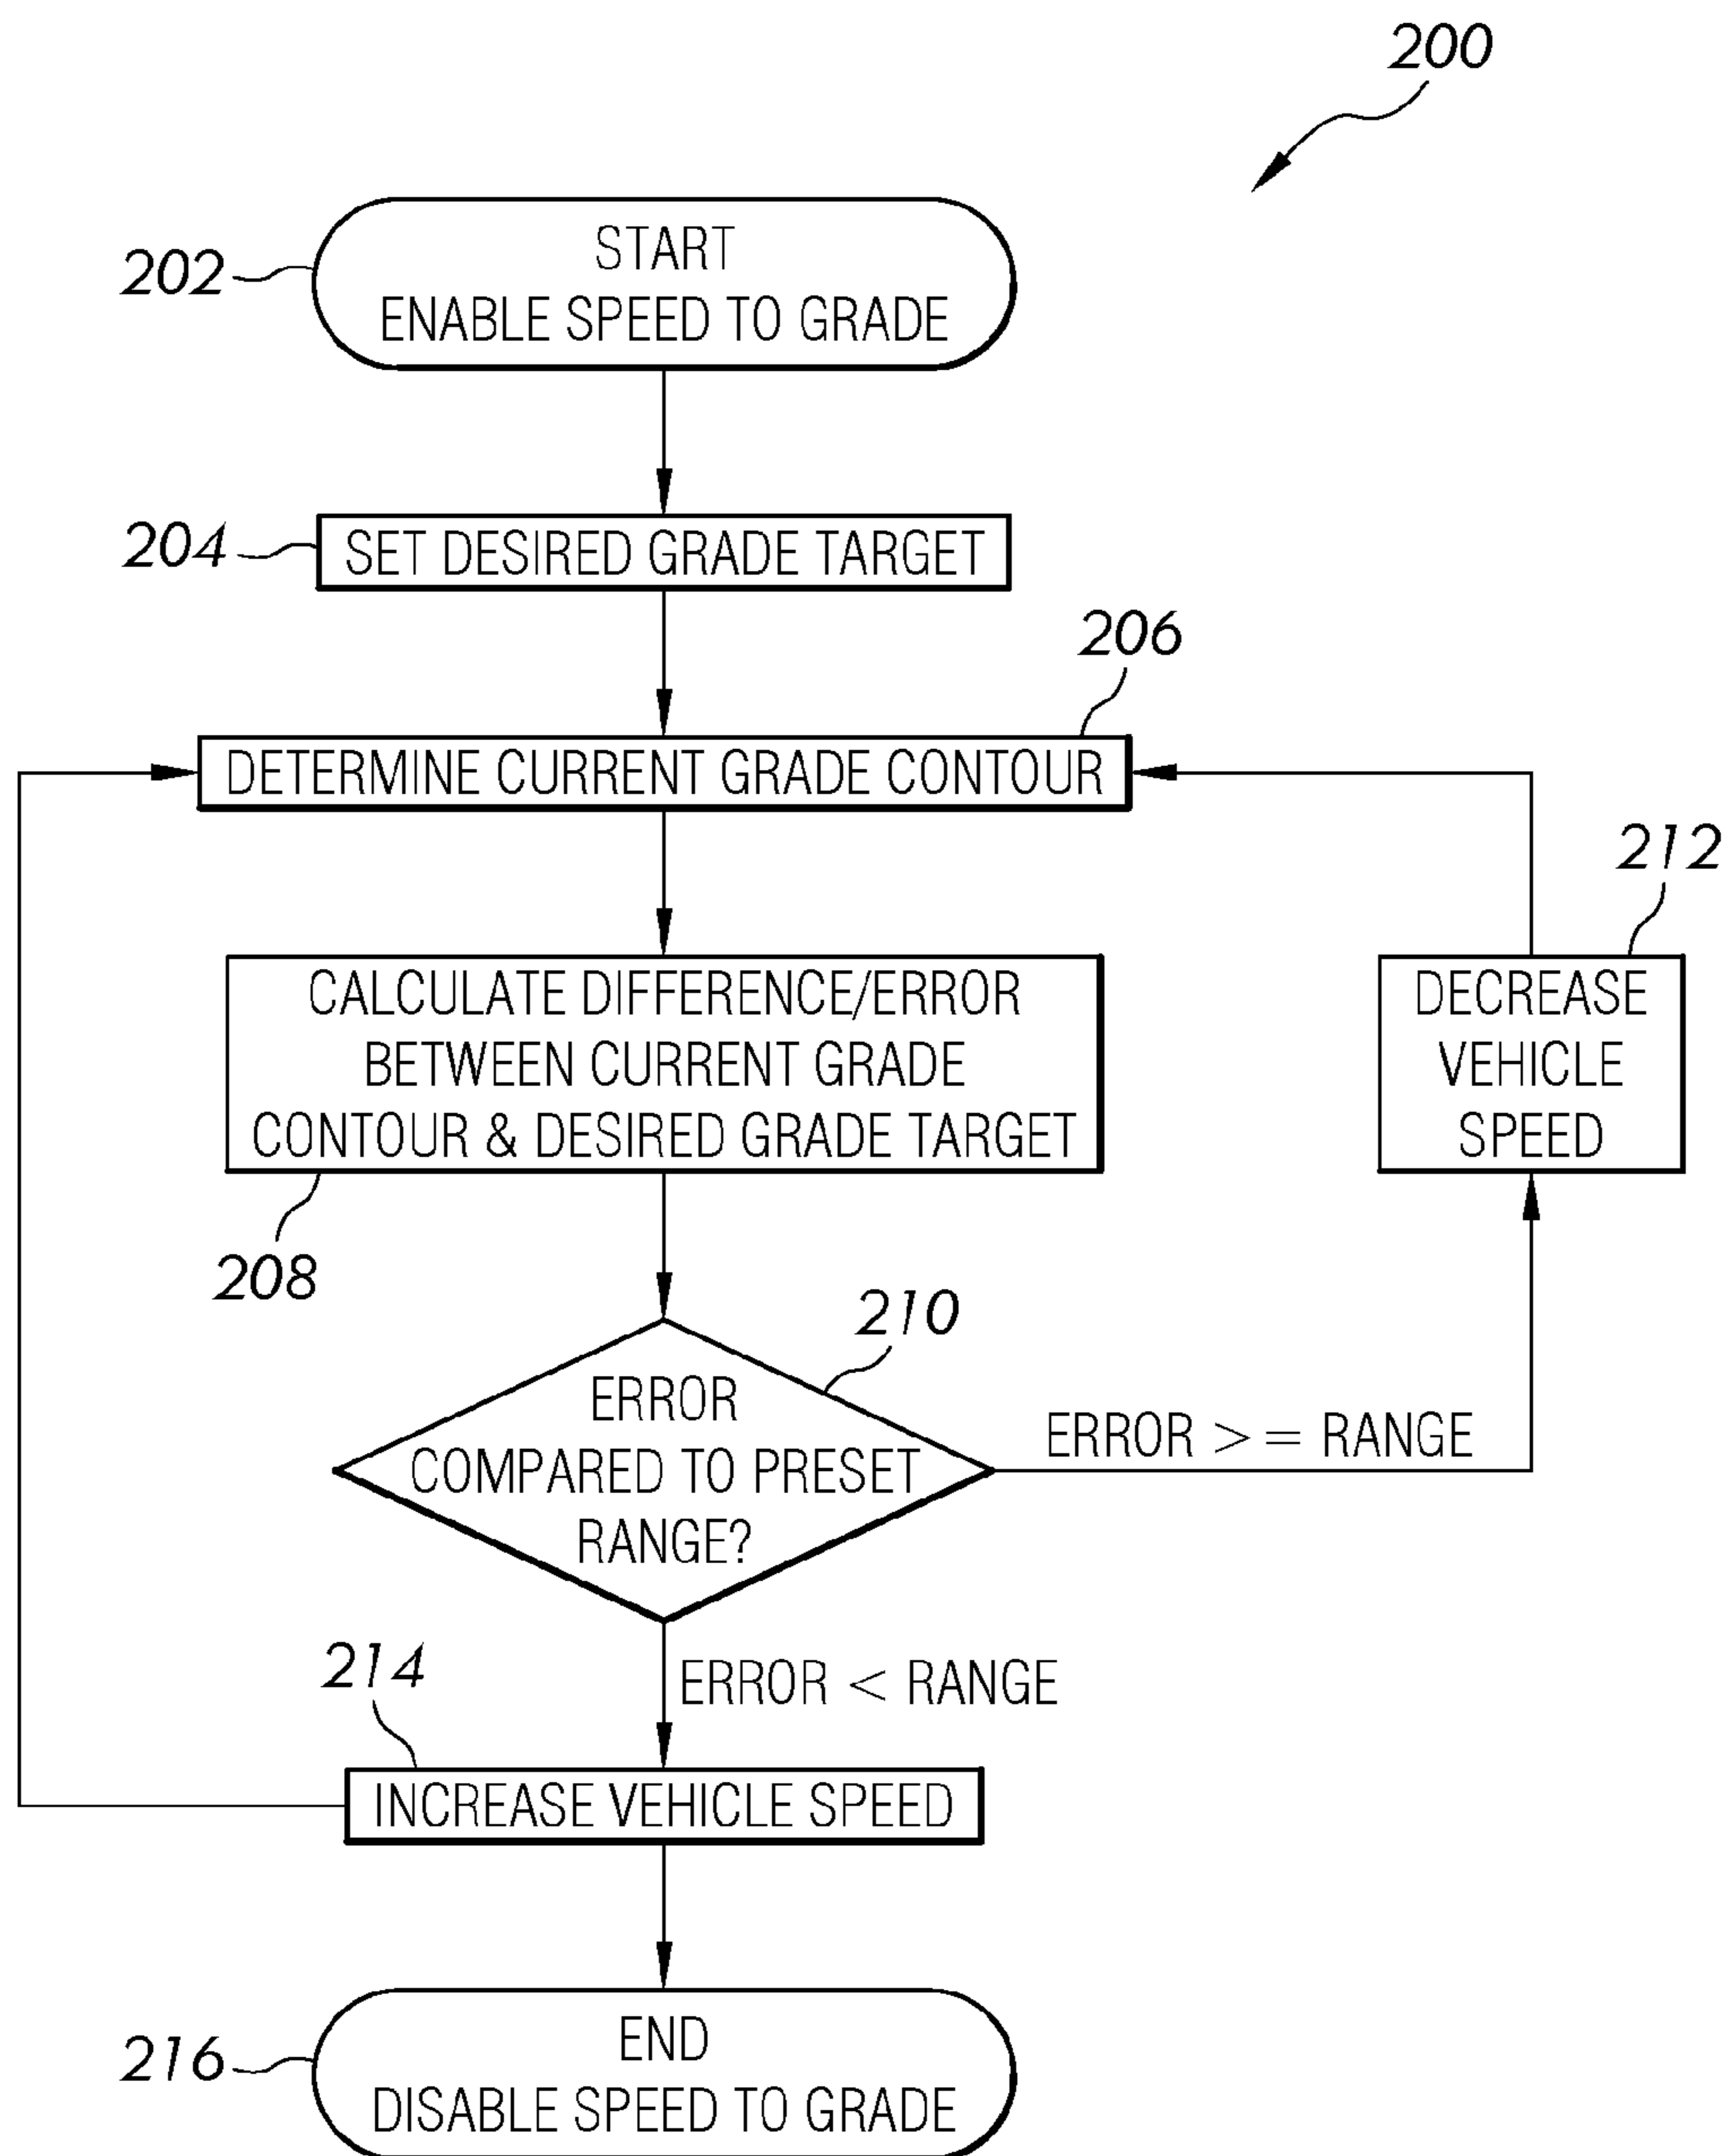 200
202
START
ENABLE SPEED TO GRADE
204
SET DESIRED GRADE TARGET
206
DETERMINE CURRENT GRADE CONTOUR
212
CALCULATE DIFFERENCE/ERROR
BETWEEN CURRENT GRADE
CONTOUR & DESIRED GRADE TARGET
DECREASE
VEHICLE
SPEED
208
210
ERROR
COMPARED TO PRESET
RANGE?
ERROR >= RANGE
214
ERROR < RANGE
INCREASE VEHICLE SPEED
216
END
DISABLE SPEED TO GRADE